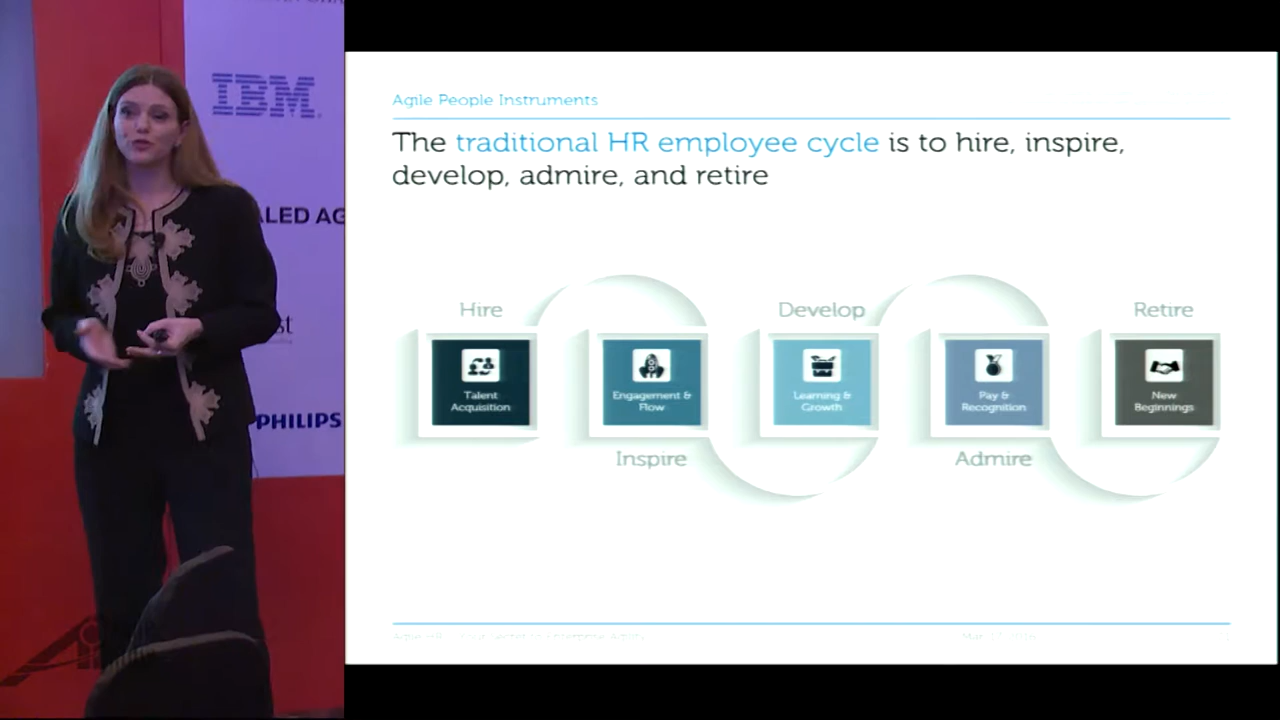 IBM
ALED AG
st
PHILIPS
Agile People Instruments
The traditional HR employee cycle is to hire, inspire,
develop, admire, and retire
Hire
Develop
Retire
Talent
Acquisition
Engagement &
Flow
Learning &
Growth
Pay &
Recognition
New
Beginnings
Inspire
Admire